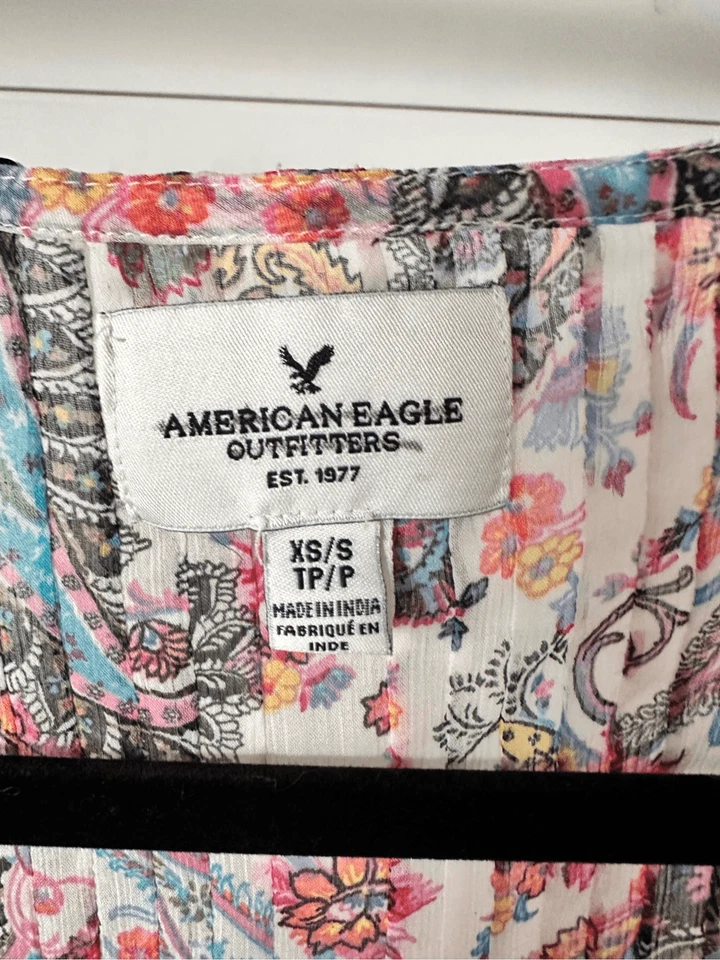 AMERICAN EAGLE
OUTFITTERS
EST. 1977
XS/S
TP/P
MADE IN INDIA
FABRIQUÉ EN
INDE